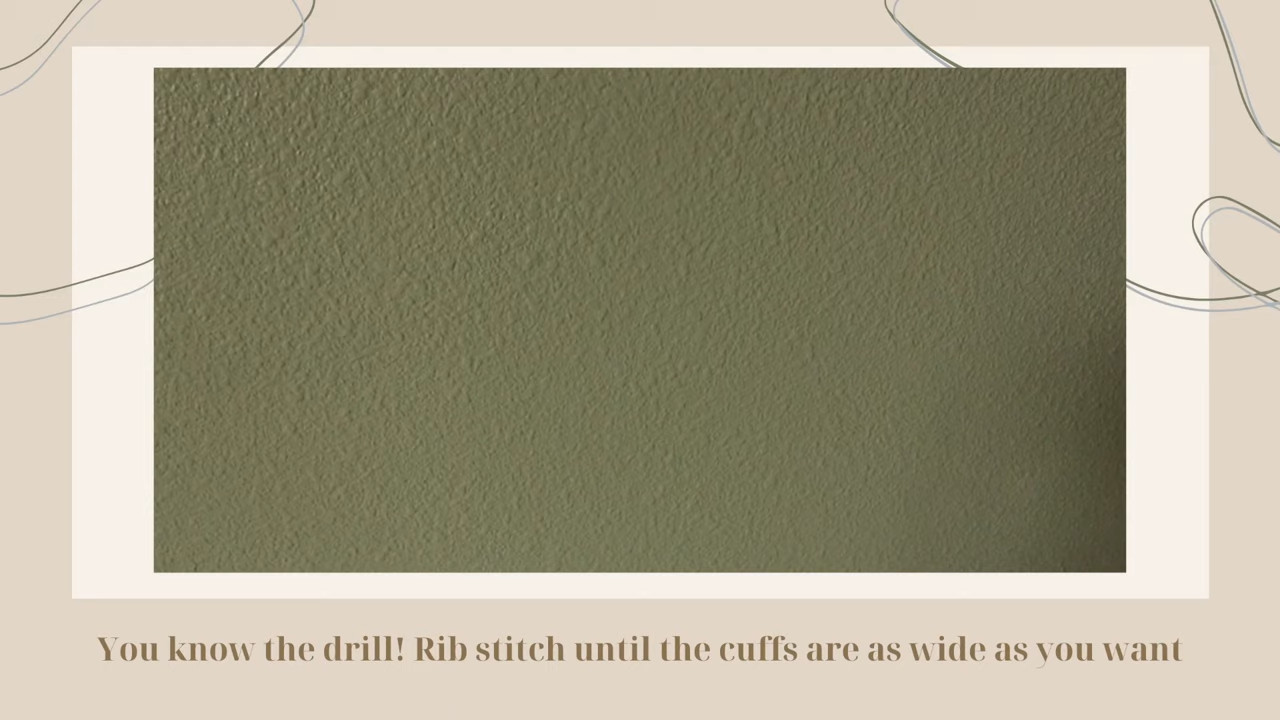 You know the drill! Rib stitch until the cuffs are as wide as you want